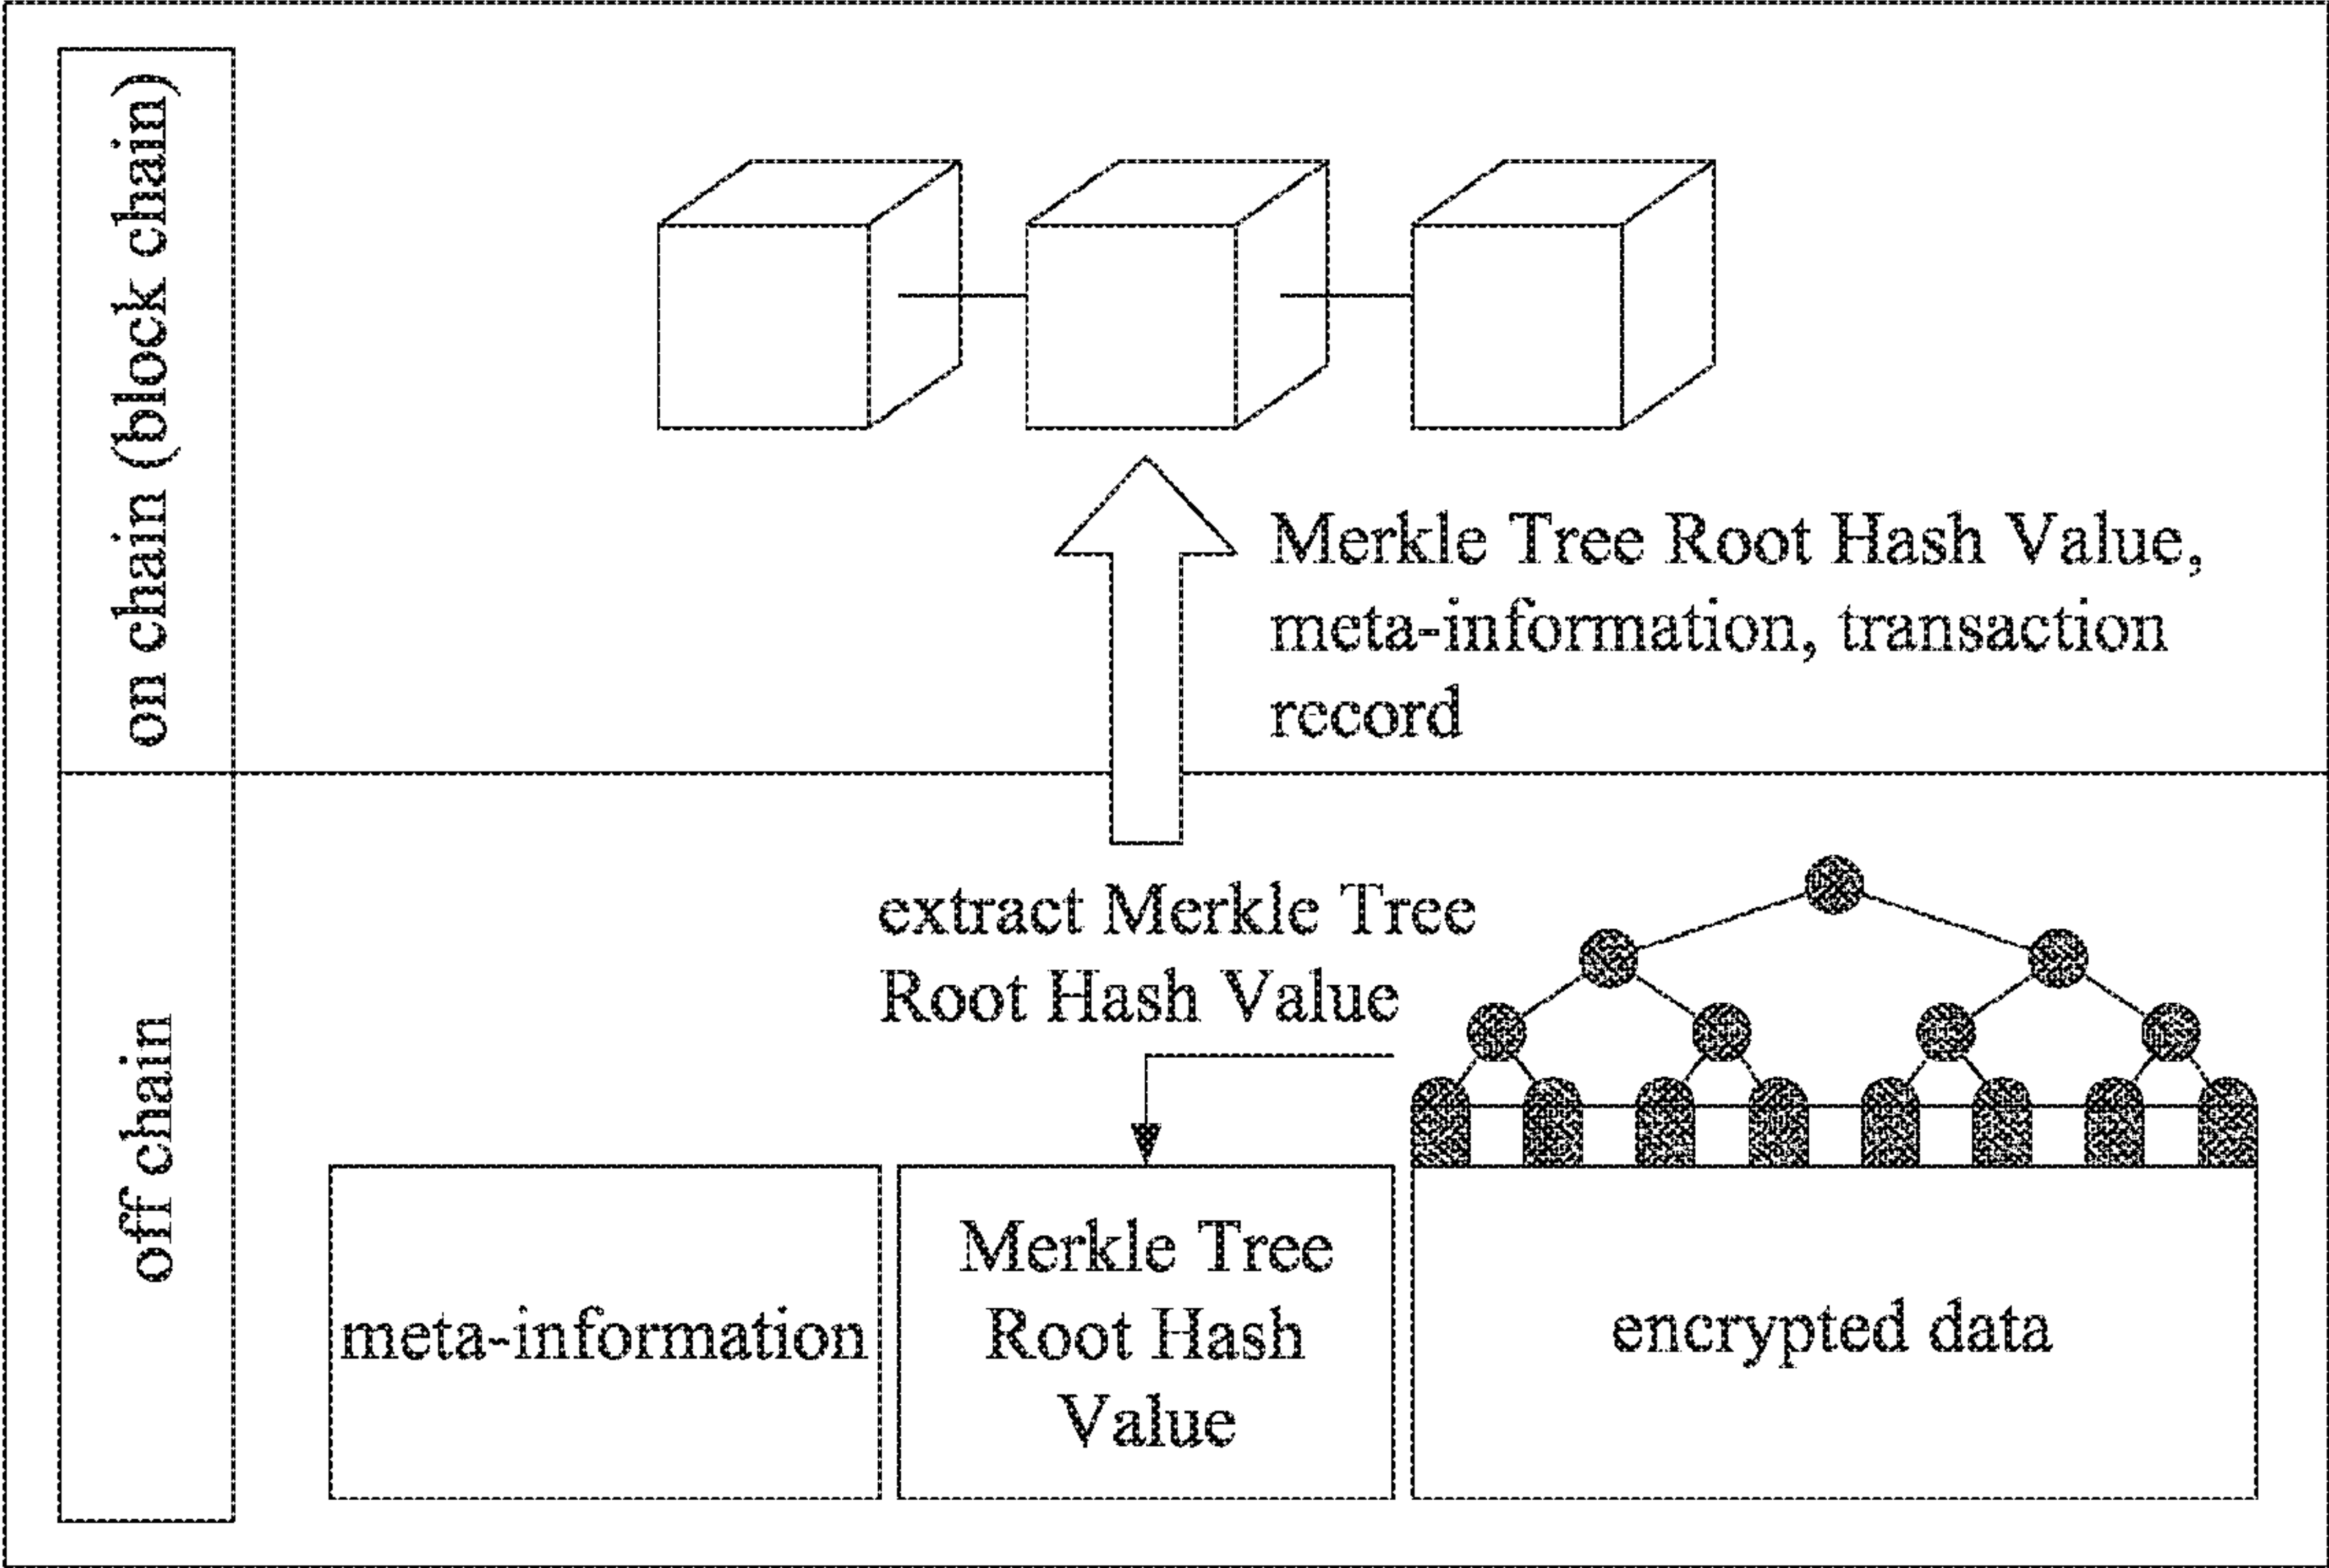 on chain (block chain)
Merkle Tree Root Hash Value,
meta-information, transaction
record
off chain
extract Merkle Tree
Root Hash Value
meta-information
Merkle Tree
Root Hash
Value
encrypted data